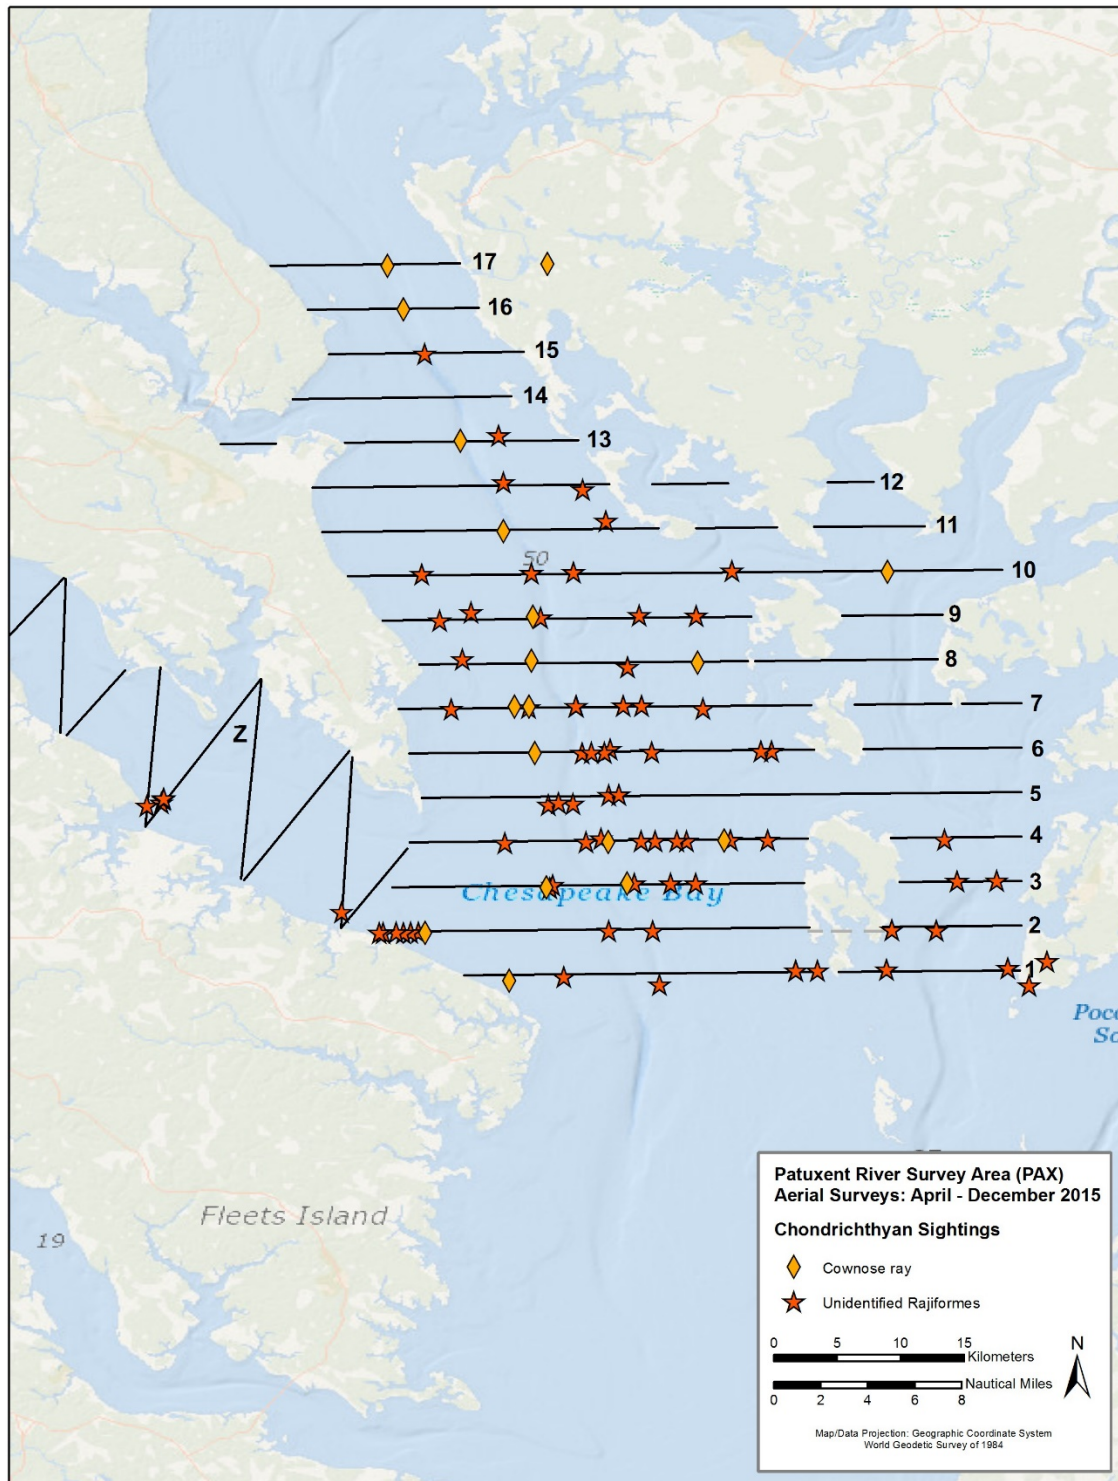 17
16
15
14
13
12
11
50
10
9
8
7
Z
6
5
4
3
Chesapeake Bay
2
1
Poco
So
Patuxent River Survey Area (PAX)
Aerial Surveys: April - December 2015
Chondrichthyan Sightings
Cownose ray
Unidentified Rajiformes
Fleets Island
19
0 5 10 15
Kilometers
N
Nautical Miles
0 2 4 6 8
Map/Data Projection: Geographic Coordinate System
World Geodetic Survey of 1984